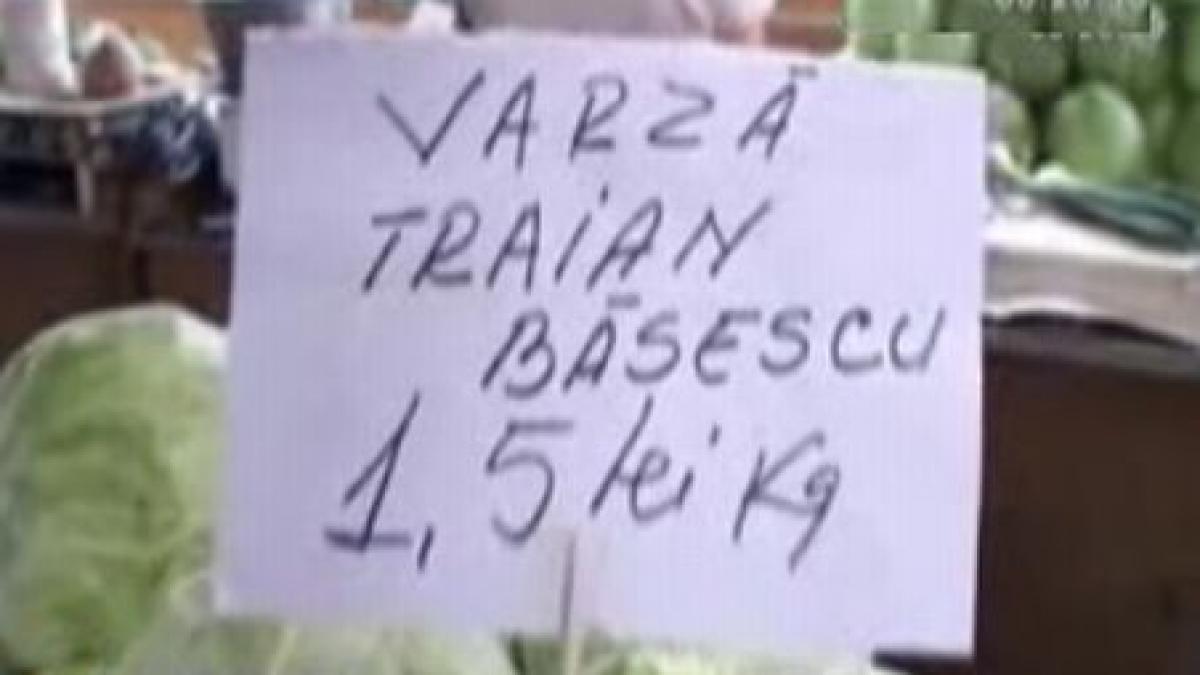 VARZĂ
TRAiAN
BĂSESCU
1,5 lei Kg